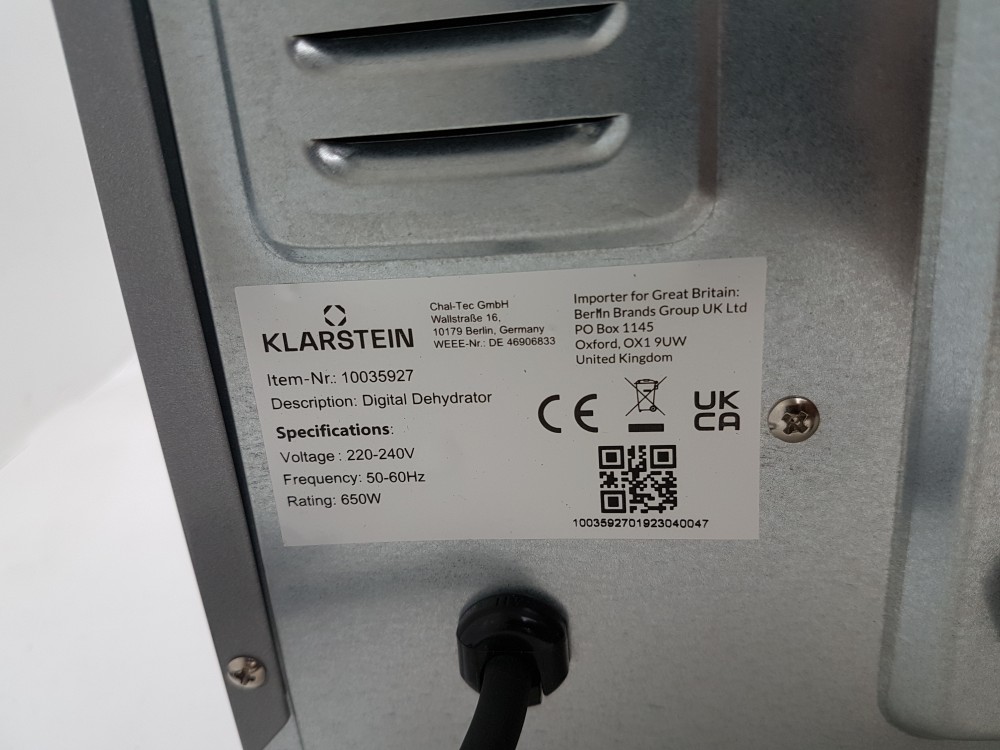 KLARSTEIN
Chal-Tec GmbH
Wallstraße 16,
10179 Berlin, Germany
WEEE-Nr.: DE 46906833
Importer for Great Britain:
Berlin Brands Group UK Ltd
PO Box 1145
Oxford, OX1 9UW
United Kingdom
Item-Nr.: 10035927
Description: Digital Dehydrator
Specifications:
Voltage : 220-240V
Frequency: 50-60Hz
Rating: 650W
CE
UK
CA
1003592701923040047